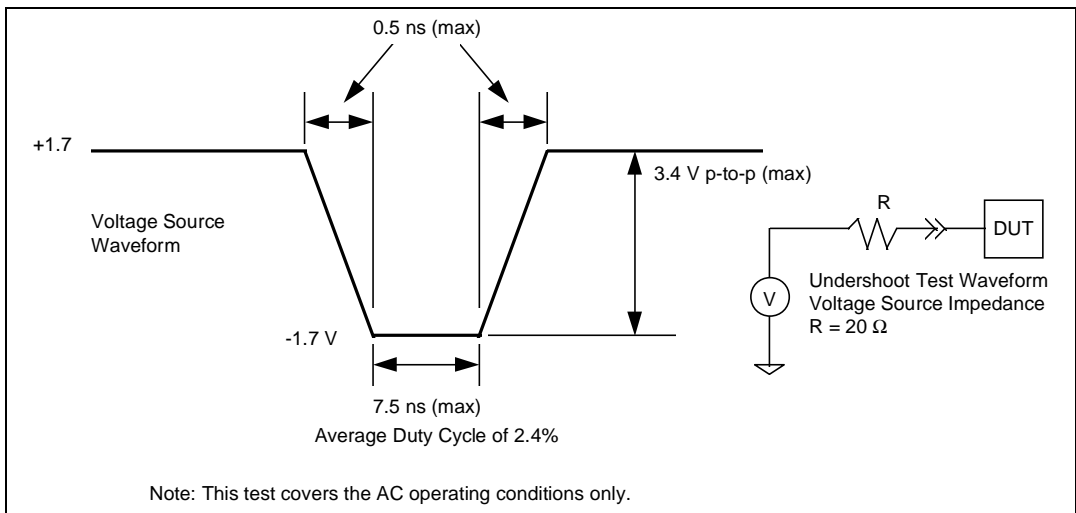 0.5 ns (max)
+1.7
3.4 V p-to-p (max)
R
DUT
Voltage Source
Waveform
V
Undershoot Test Waveform
Voltage Source Impedance
R = 20 Ω
-1.7 V
7.5 ns (max)
Average Duty Cycle of 2.4%
Note: This test covers the AC operating conditions only.